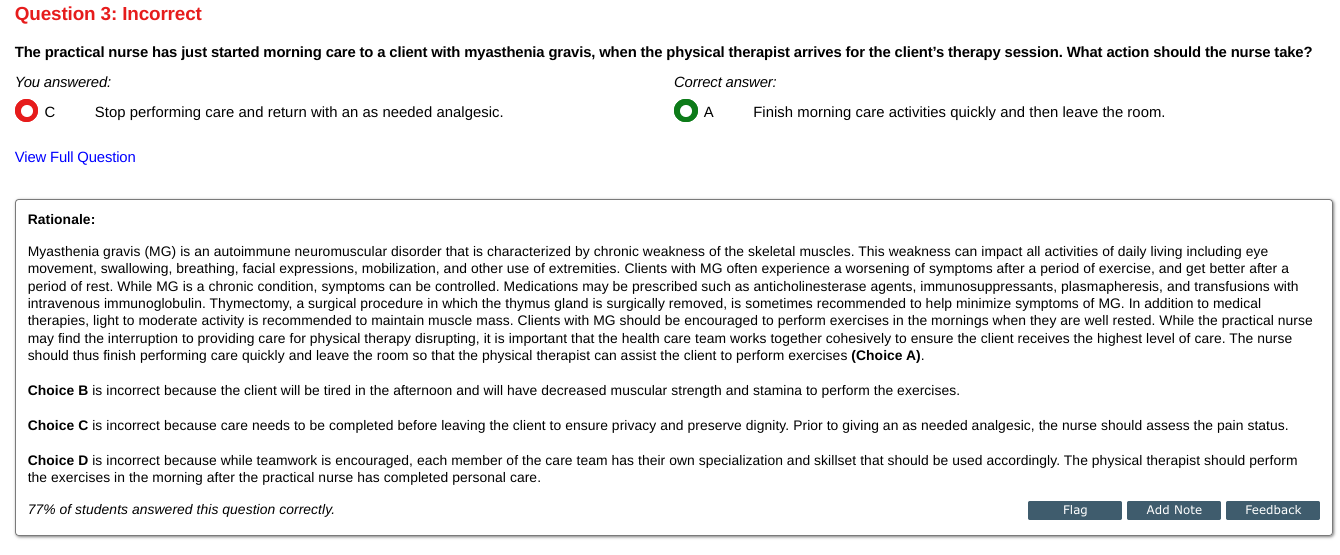 Question 3: Incorrect
The practical nurse has just started morning care to a client with myasthenia gravis, when the physical therapist arrives for the client’s therapy session. What action should the nurse take?
You answered:
Correct answer:
C Stop performing care and return with an as needed analgesic.
A Finish morning care activities quickly and then leave the room.
View Full Question
Rationale:
Myasthenia gravis (MG) is an autoimmune neuromuscular disorder that is characterized by chronic weakness of the skeletal muscles. This weakness can impact all activities of daily living including eye
movement, swallowing, breathing, facial expressions, mobilization, and other use of extremities. Clients with MG often experience a worsening of symptoms after a period of exercise, and get better after a
period of rest. While MG is a chronic condition, symptoms can be controlled. Medications may be prescribed such as anticholinesterase agents, immunosuppressants, plasmapheresis, and transfusions with
intravenous immunoglobulin. Thymectomy, a surgical procedure in which the thymus gland is surgically removed, is sometimes recommended to help minimize symptoms of MG. In addition to medical
therapies, light to moderate activity is recommended to maintain muscle mass. Clients with MG should be encouraged to perform exercises in the mornings when they are well rested. While the practical nurse
may find the interruption to providing care for physical therapy disrupting, it is important that the health care team works together cohesively to ensure the client receives the highest level of care. The nurse
should thus finish performing care quickly and leave the room so that the physical therapist can assist the client to perform exercises (Choice A).
Choice B is incorrect because the client will be tired in the afternoon and will have decreased muscular strength and stamina to perform the exercises.
Choice C is incorrect because care needs to be completed before leaving the client to ensure privacy and preserve dignity. Prior to giving an as needed analgesic, the nurse should assess the pain status.
Choice D is incorrect because while teamwork is encouraged, each member of the care team has their own specialization and skillset that should be used accordingly. The physical therapist should perform
the exercises in the morning after the practical nurse has completed personal care.
77% of students answered this question correctly.
Flag
Add Note
Feedback